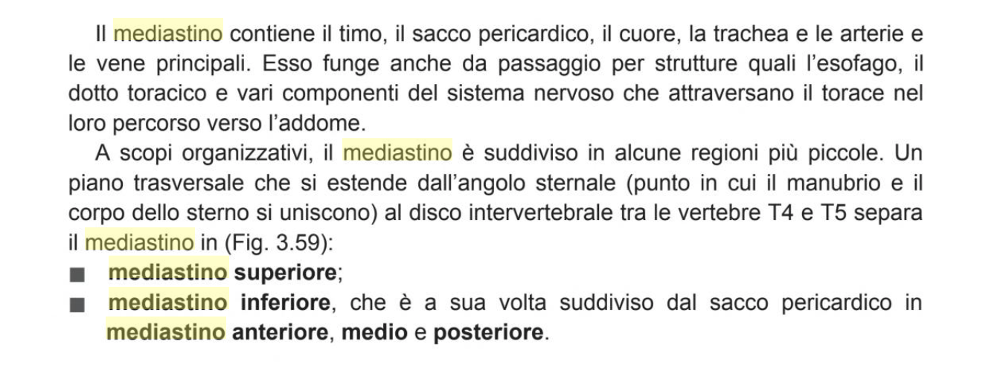 Il mediastino contiene il timo, il sacco pericardico, il cuore, la trachea e le arterie e
le vene principali. Esso funge anche da passaggio per strutture quali l’esofago, il
dotto toracico e vari componenti del sistema nervoso che attraversano il torace nel
loro percorso verso l’addome.
A scopi organizzativi, il mediastino è suddiviso in alcune regioni più piccole. Un
piano trasversale che si estende dall’angolo sternale (punto in cui il manubrio e il
corpo dello sterno si uniscono) al disco intervertebrale tra le vertebre T4 e T5 separa
il mediastino in (Fig. 3.59):
■ mediastino superiore;
■ mediastino inferiore, che è a sua volta suddiviso dal sacco pericardico in
mediastino anteriore, medio e posteriore.